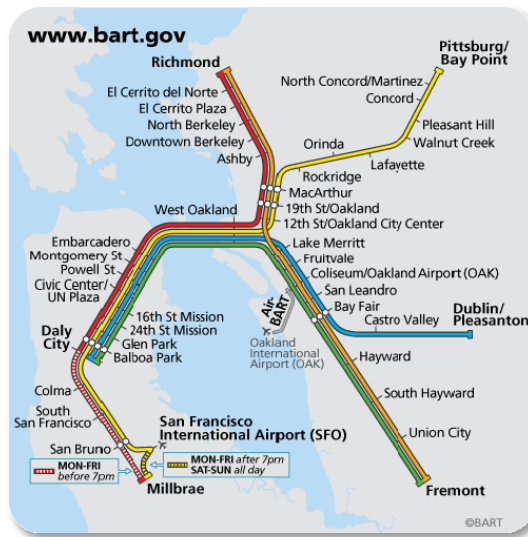 www.bart.gov
Richmond
Pittsburg/
Bay Point
El Cerrito del Norte
El Cerrito Plaza
North Berkeley
Downtown Berkeley
Ashby
North Concord/Martinez
Concord
Pleasant Hill
Walnut Creek
Lafayette
Orinda
Rockridge
MacArthur
19th St/Oakland
12th St/Oakland City Center
West Oakland
Embarcadero
Montgomery St
Powell St
Civic Center/
UN Plaza
16th St Mission
24th St Mission
Glen Park
Balboa Park
Daly
City
Lake Merritt
Fruitvale
Coliseum/Oakland Airport (OAK)
San Leandro
Bay Fair
Castro Valley
Dublin/
Pleasanton
Air-
BART
Oakland
International
Airport (OAK)
Hayward
South Hayward
Union City
Fremont
Colma
South
San Francisco
San Bruno
San Francisco
International Airport (SFO)
MON-FRI
before 7pm
MON-FRI after 7pm
SAT-SUN all day
Millbrae
©BART